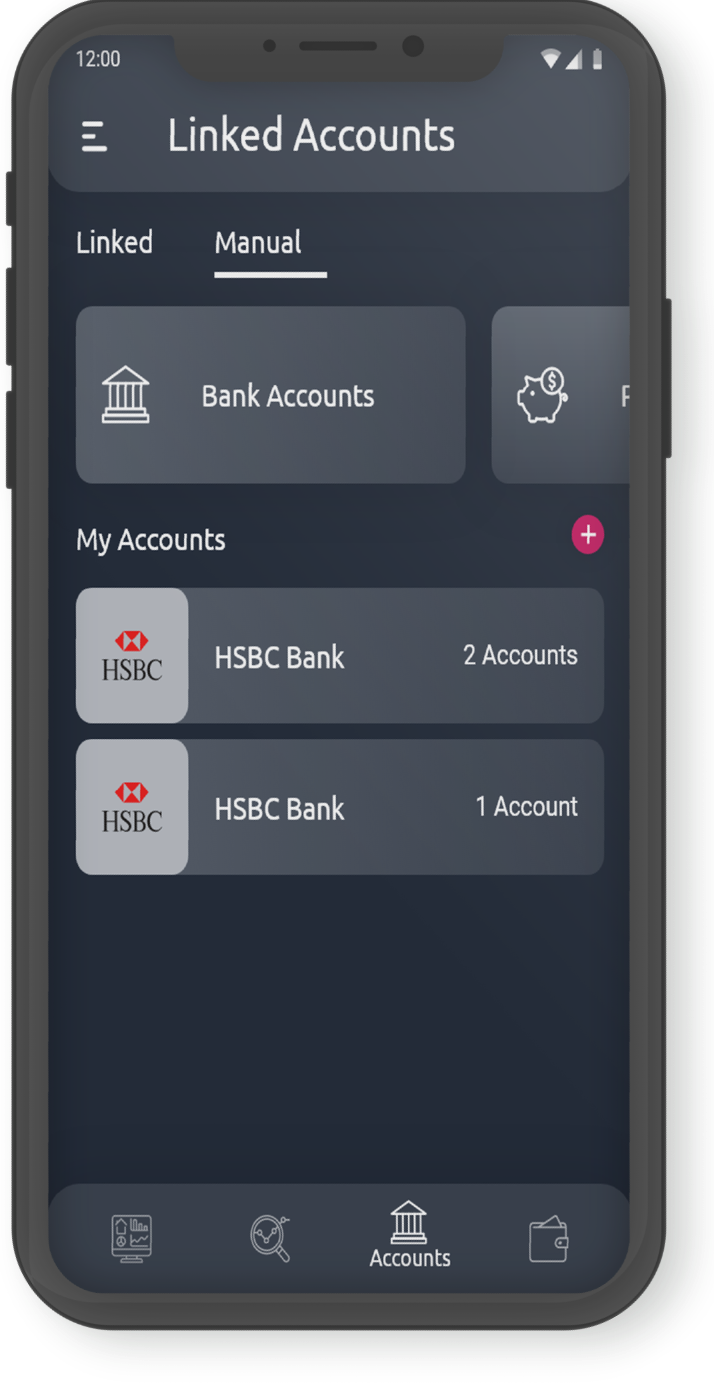 12:00
Linked Accounts
Linked Manual
Bank Accounts
My Accounts
HSBC HSBC Bank 2 Accounts
HSBC HSBC Bank 1 Account
Accounts